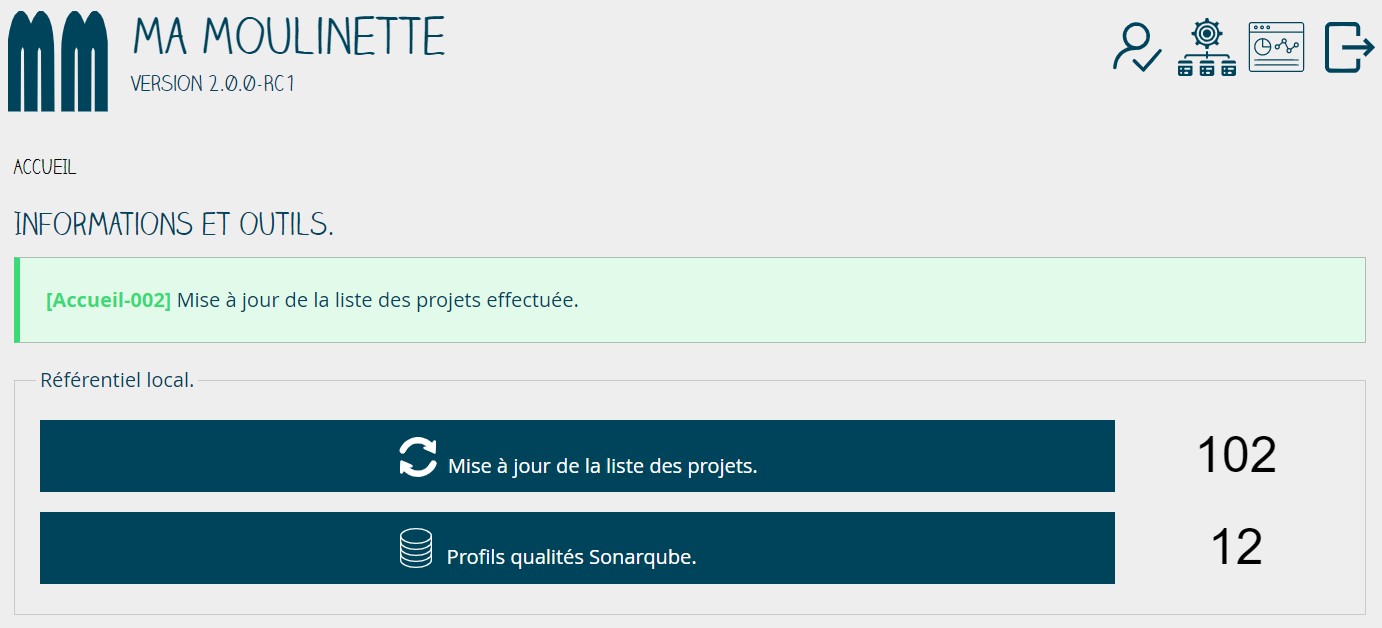 MA MOULINETTE
VERSION 2.0.0-RC1
ACCUEIL
INFORMATIONS ET OUTILS.
[Accueil-002] Mise à jour de la liste des projets effectuée.
Référentiel local.
Mise à jour de la liste des projets.
102
Profils qualités Sonarqube.
12